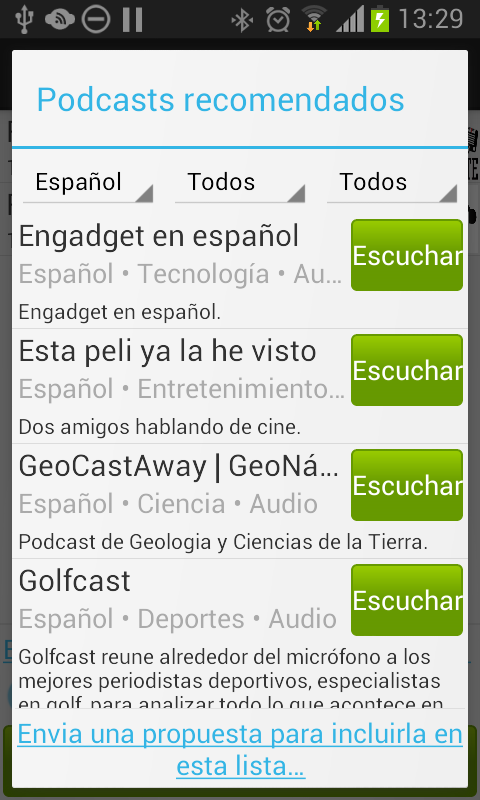 13:29
Podcasts recomendados
Español Todos Todos
Engadget en español
Escuchar
Español • Tecnología • Au...
Engadget en español.
Esta peli ya la he visto
Escuchar
Español • Entretenimiento...
Dos amigos hablando de cine.
GeoCastAway | GeoNá...
Escuchar
Español • Ciencia • Audio
Podcast de Geologia y Ciencias de la Tierra.
Golfcast
Escuchar
Español • Deportes • Audio
Golfcast reune alrededor del micrófono a los
mejores periodistas deportivos, especialistas
en golf, para analizar todo lo que acontece en
Envia una propuesta para incluirla en
esta lista...